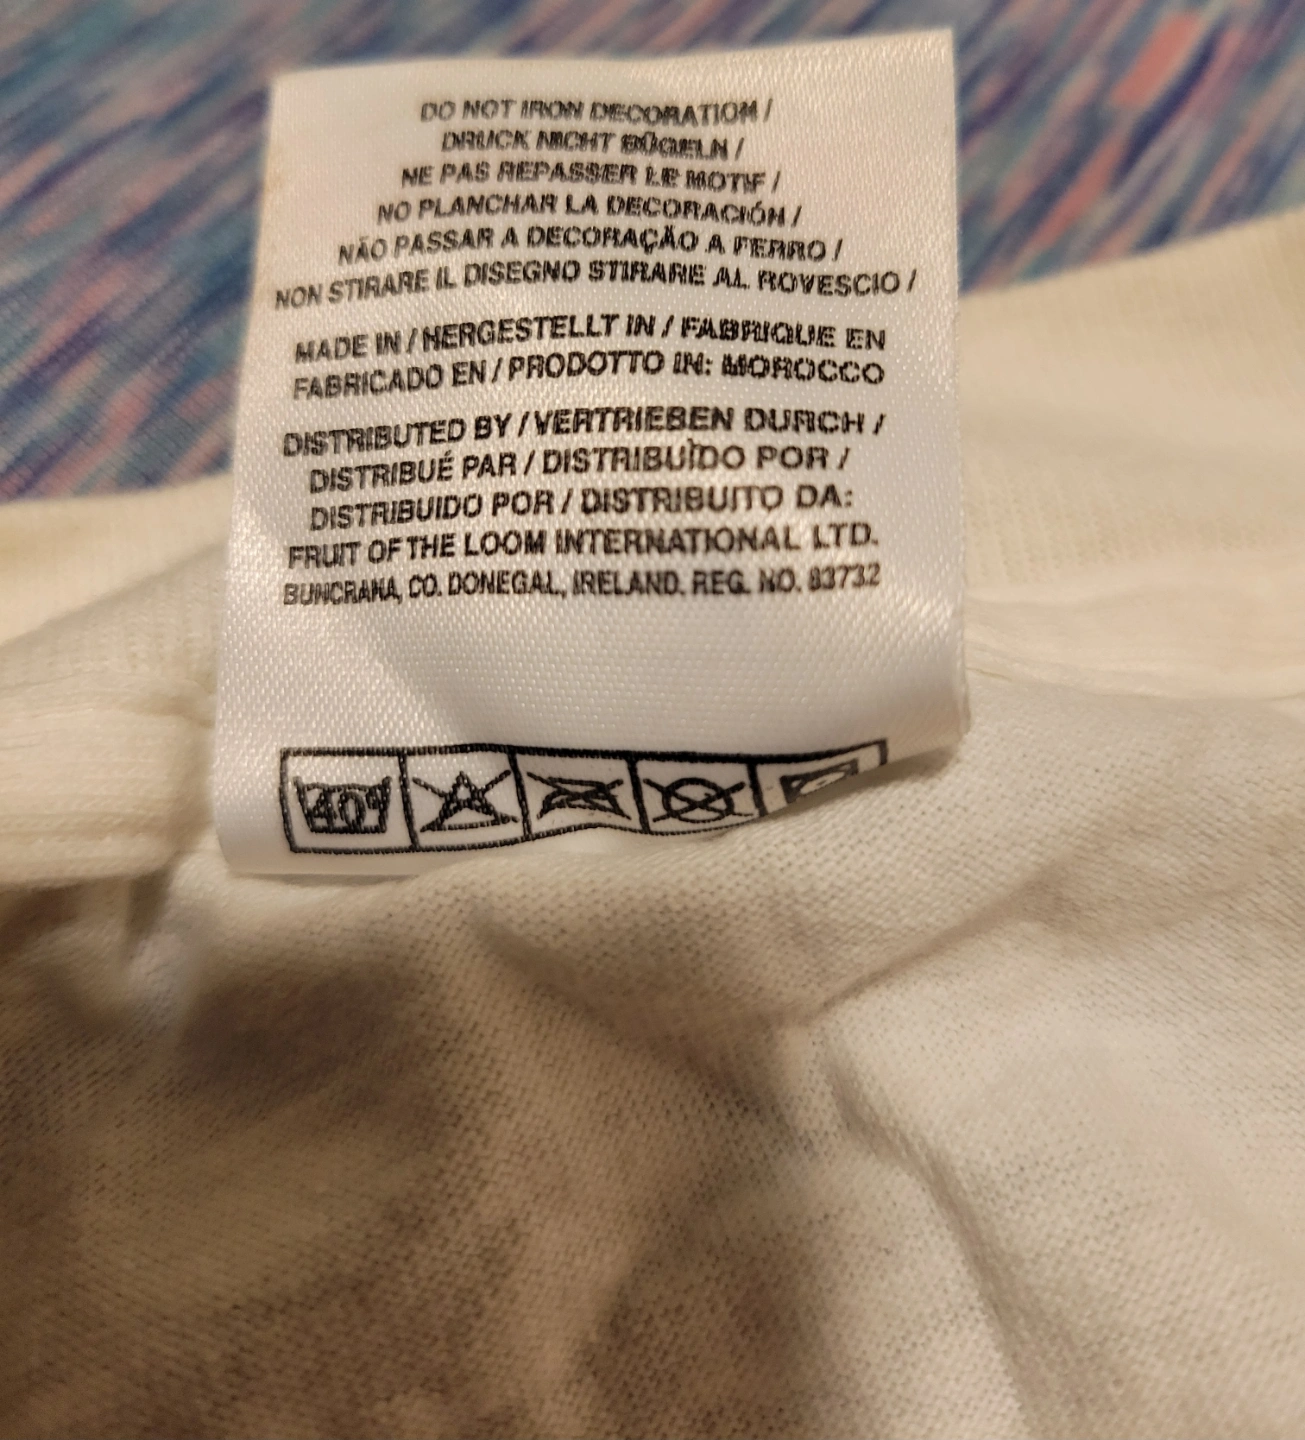 DO NOT IRON DECORATION /
DRUCK NICHT BÜGELN /
NE PAS REPASSER LE MOTIF /
NO PLANCHAR LA DECORACIÓN /
NÃO PASSAR A DECORAÇÃO A FERRO /
NON STIRARE IL DISEGNO STIRARE AL ROVESCIO /
MADE IN / HERGESTELLT IN / FABRIQUE EN
FABRICADO EN / PRODOTTO IN: MOROCCO
DISTRIBUTED BY / VERTRIEBEN DURCH /
DISTRIBUÉ PAR / DISTRIBUÌDO POR /
DISTRIBUIDO POR / DISTRIBUITO DA:
FRUIT OF THE LOOM INTERNATIONAL LTD.
BUNCRANA, CO. DONEGAL, IRELAND. REG. NO. 83732
40°